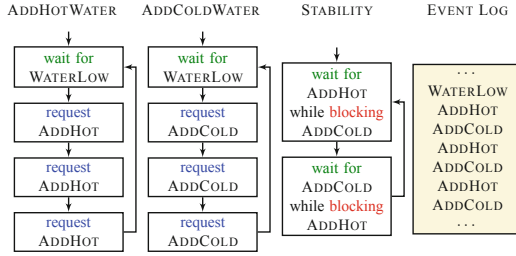 ADDHOTWATER
wait for
WATERLOW
request
ADDHOT
request
ADDHOT
request
ADDHOT
ADDCOLDWATER
wait for
WATERLOW
request
ADDCOLD
request
ADDCOLD
request
ADDCOLD
STABILITY
wait for
ADDHOT
while blocking
ADDCOLD
wait for
ADDCOLD
while blocking
ADDHOT
EVENT LOG
...
WATERLOW
ADDHOT
ADDCOLD
ADDHOT
ADDCOLD
ADDHOT
ADDCOLD
...